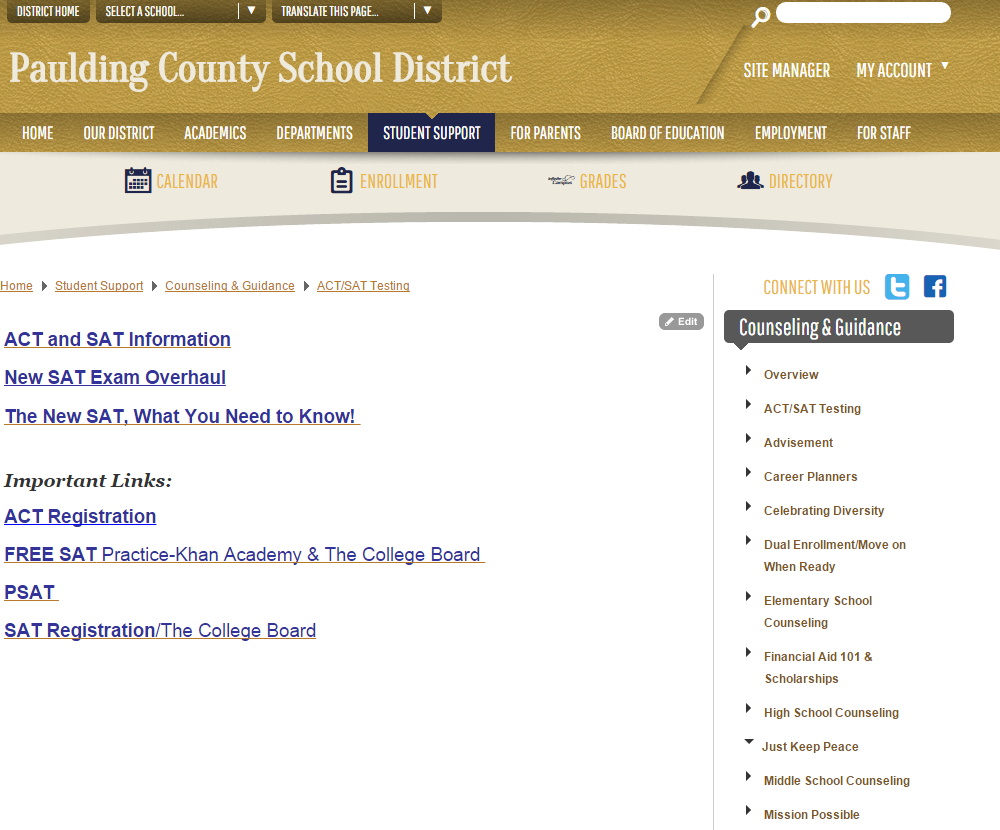 DISTRICT HOME
SELECT A SCHOOL...
TRANSLATE THIS PAGE...
Paulding County School District
SITE MANAGER
MY ACCOUNT
HOME
OUR DISTRICT
ACADEMICS
DEPARTMENTS
STUDENT SUPPORT
FOR PARENTS
BOARD OF EDUCATION
EMPLOYMENT
FOR STAFF
CALENDAR
ENROLLMENT
Infinite Campus
GRADES
DIRECTORY
Home
Student Support
Counseling & Guidance
ACT/SAT Testing
Edit
ACT and SAT Information
New SAT Exam Overhaul
The New SAT, What You Need to Know!
Important Links:
ACT Registration
FREE SAT Practice-Khan Academy & The College Board
PSAT
SAT Registration/The College Board
CONNECT WITH US
Counseling & Guidance
Overview
ACT/SAT Testing
Advisement
Career Planners
Celebrating Diversity
Dual Enrollment/Move on
When Ready
Elementary School
Counseling
Financial Aid 101 &
Scholarships
High School Counseling
Just Keep Peace
Middle School Counseling
Mission Possible